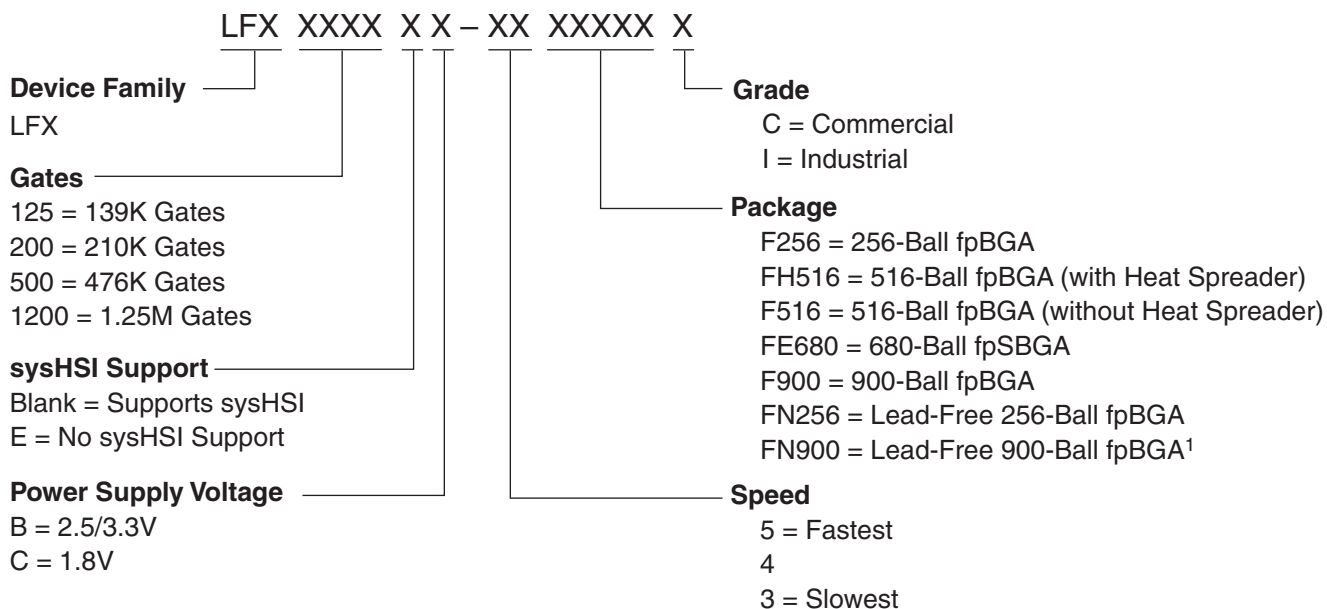 LFX XXXX X X – XX XXXXX X
Device Family
LFX
Gates
125 = 139K Gates
200 = 210K Gates
500 = 476K Gates
1200 = 1.25M Gates
sysHSI Support
Blank = Supports sysHSI
E = No sysHSI Support
Power Supply Voltage
B = 2.5/3.3V
C = 1.8V
Grade
C = Commercial
I = Industrial
Package
F256 = 256-Ball fpBGA
FH516 = 516-Ball fpBGA (with Heat Spreader)
F516 = 516-Ball fpBGA (without Heat Spreader)
FE680 = 680-Ball fpSBGA
F900 = 900-Ball fpBGA
FN256 = Lead-Free 256-Ball fpBGA
FN900 = Lead-Free 900-Ball fpBGA¹
Speed
5 = Fastest
4
3 = Slowest